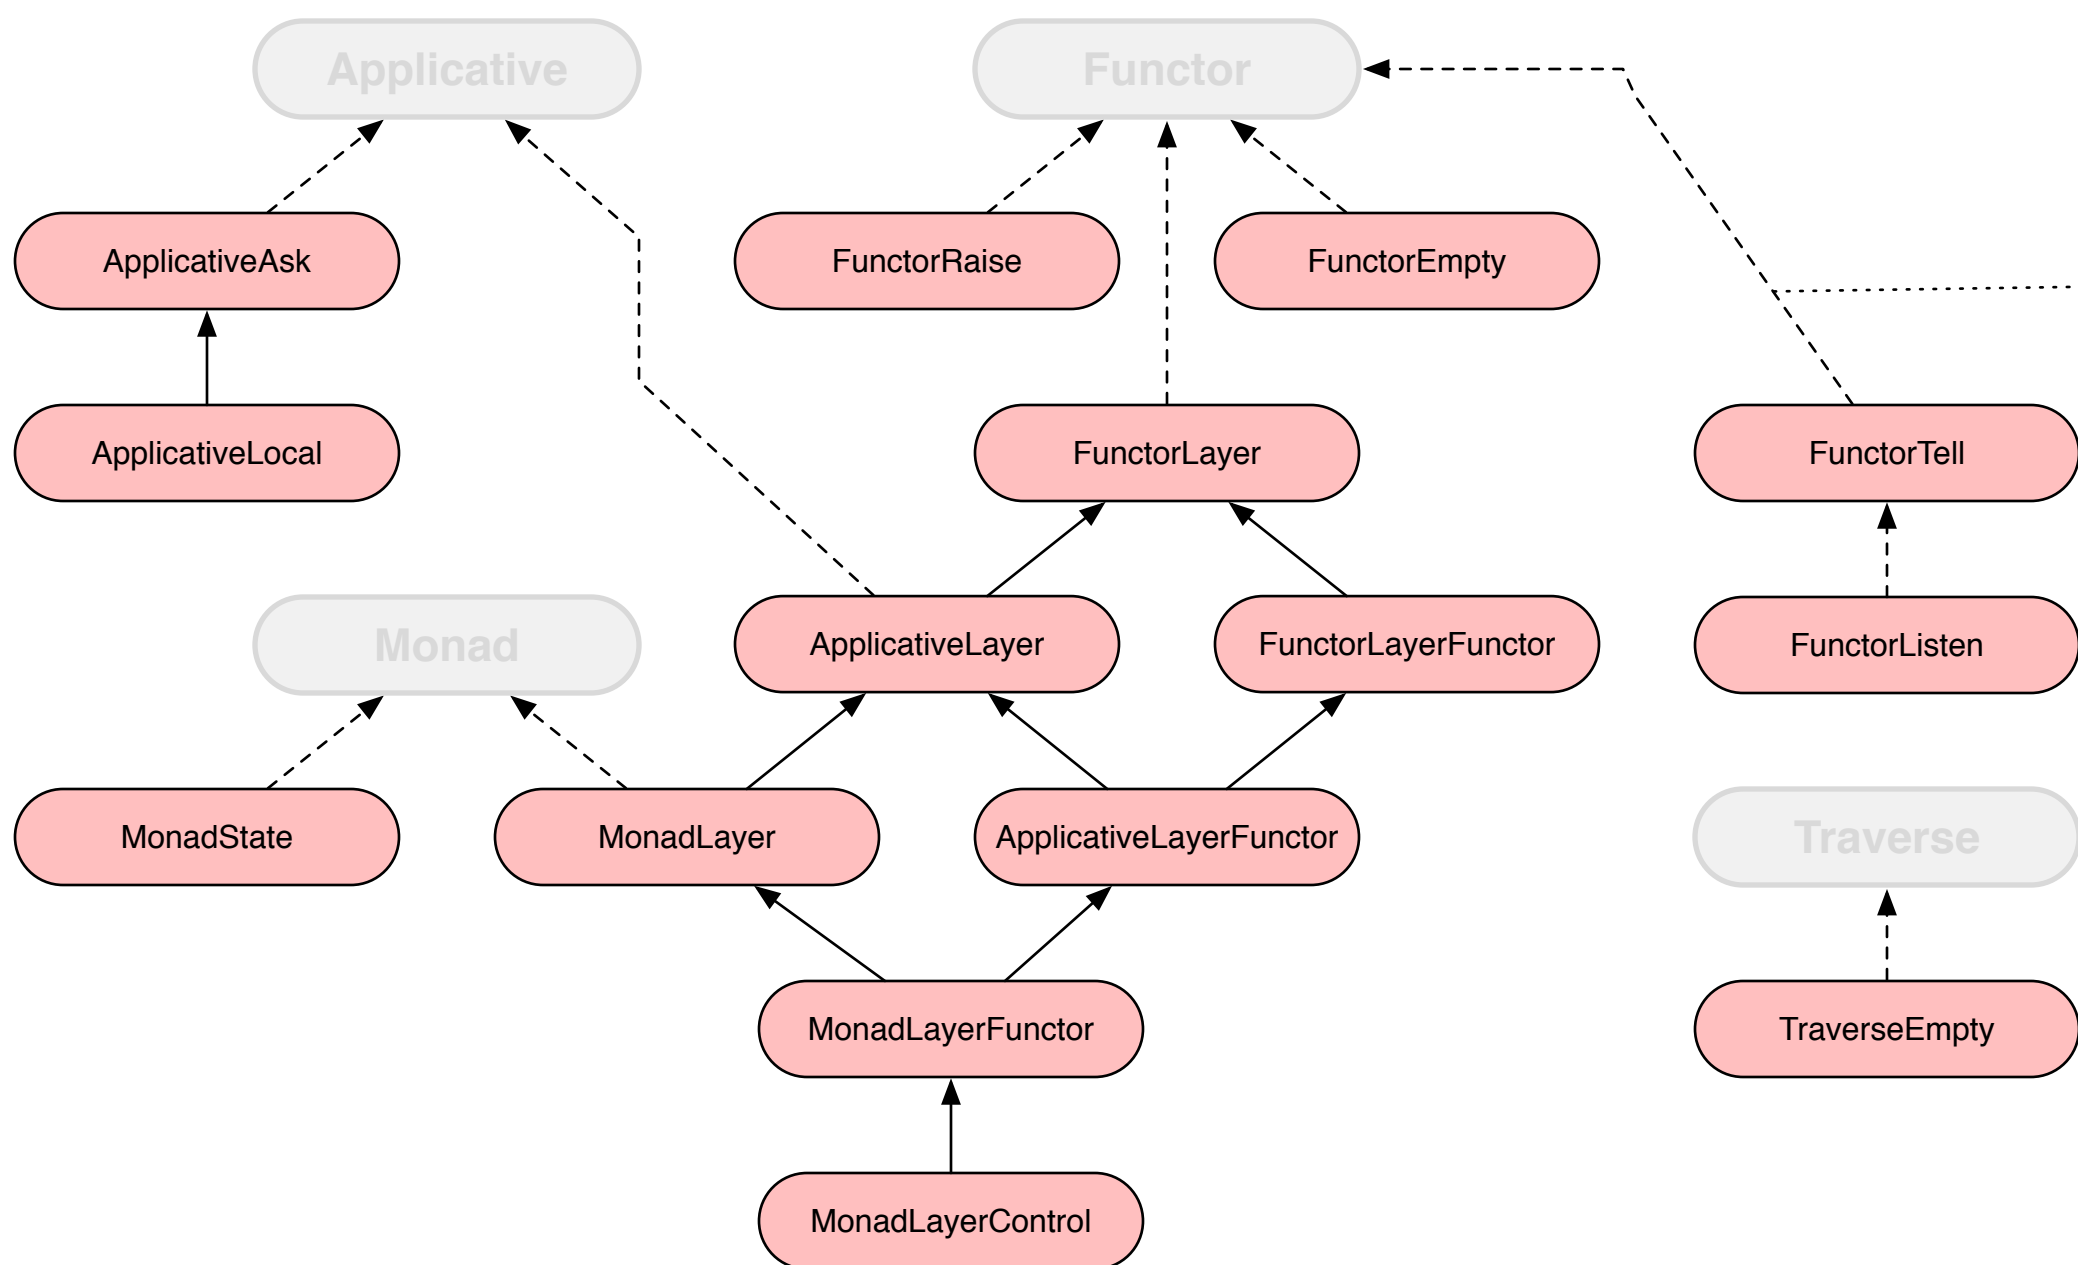 Applicative
Functor
ApplicativeAsk
FunctorRaise
FunctorEmpty
ApplicativeLocal
FunctorLayer
FunctorTell
Monad
ApplicativeLayer
FunctorLayerFunctor
FunctorListen
MonadState
MonadLayer
ApplicativeLayerFunctor
Traverse
MonadLayerFunctor
TraverseEmpty
MonadLayerControl